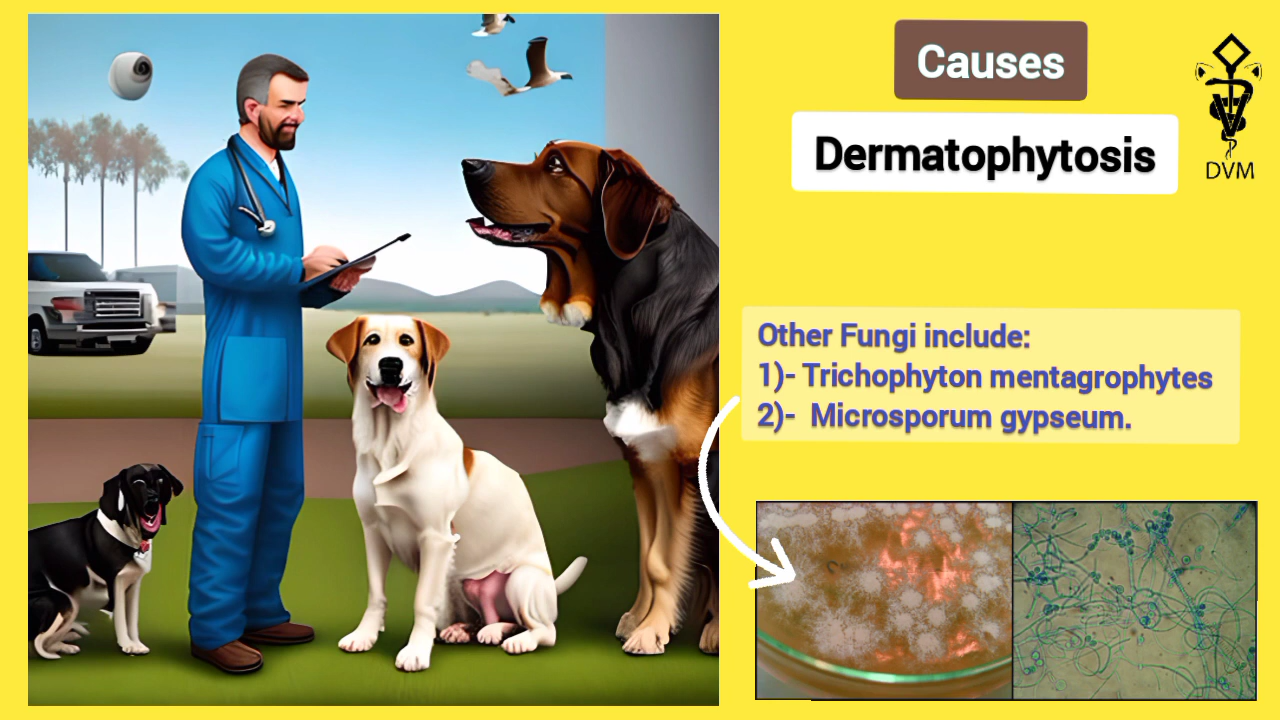 Causes
Dermatophytosis
DVM
Other Fungi include:
1)- Trichophyton mentagrophytes
2)- Microsporum gypseum.